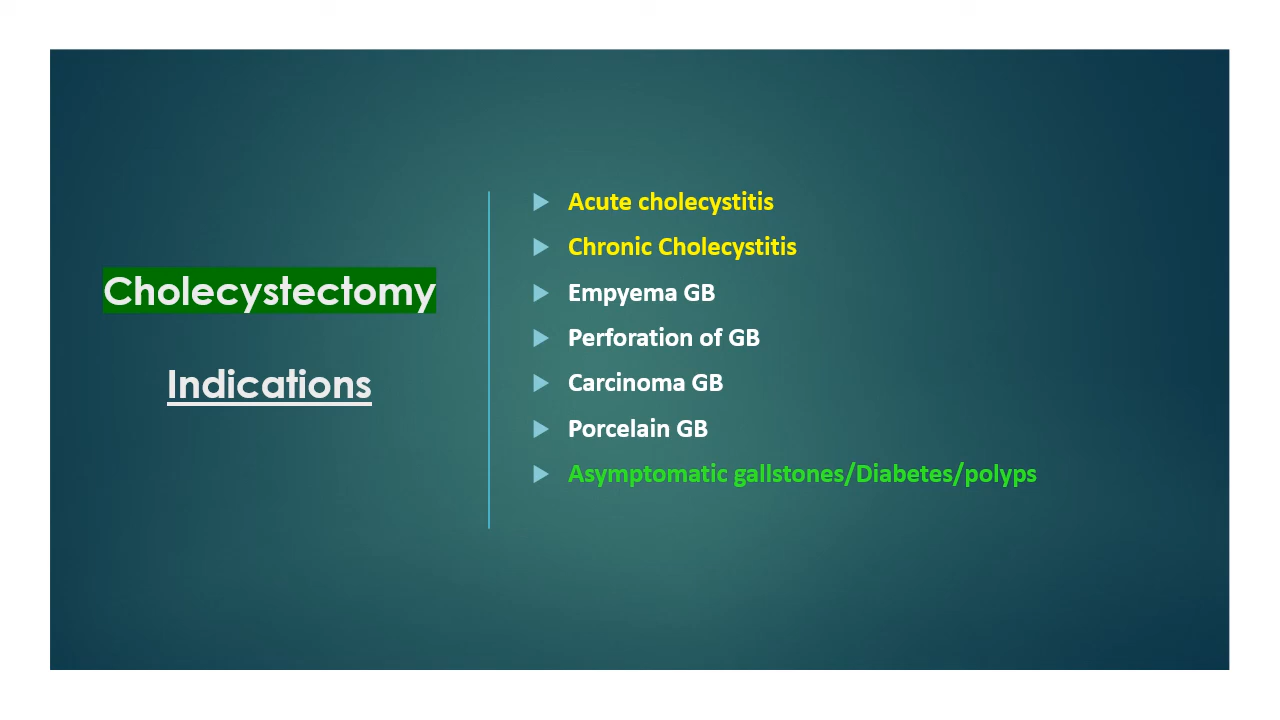 Cholecystectomy
Indications
Acute cholecystitis
Chronic Cholecystitis
Empyema GB
Perforation of GB
Carcinoma GB
Porcelain GB
Asymptomatic gallstones/Diabetes/polyps